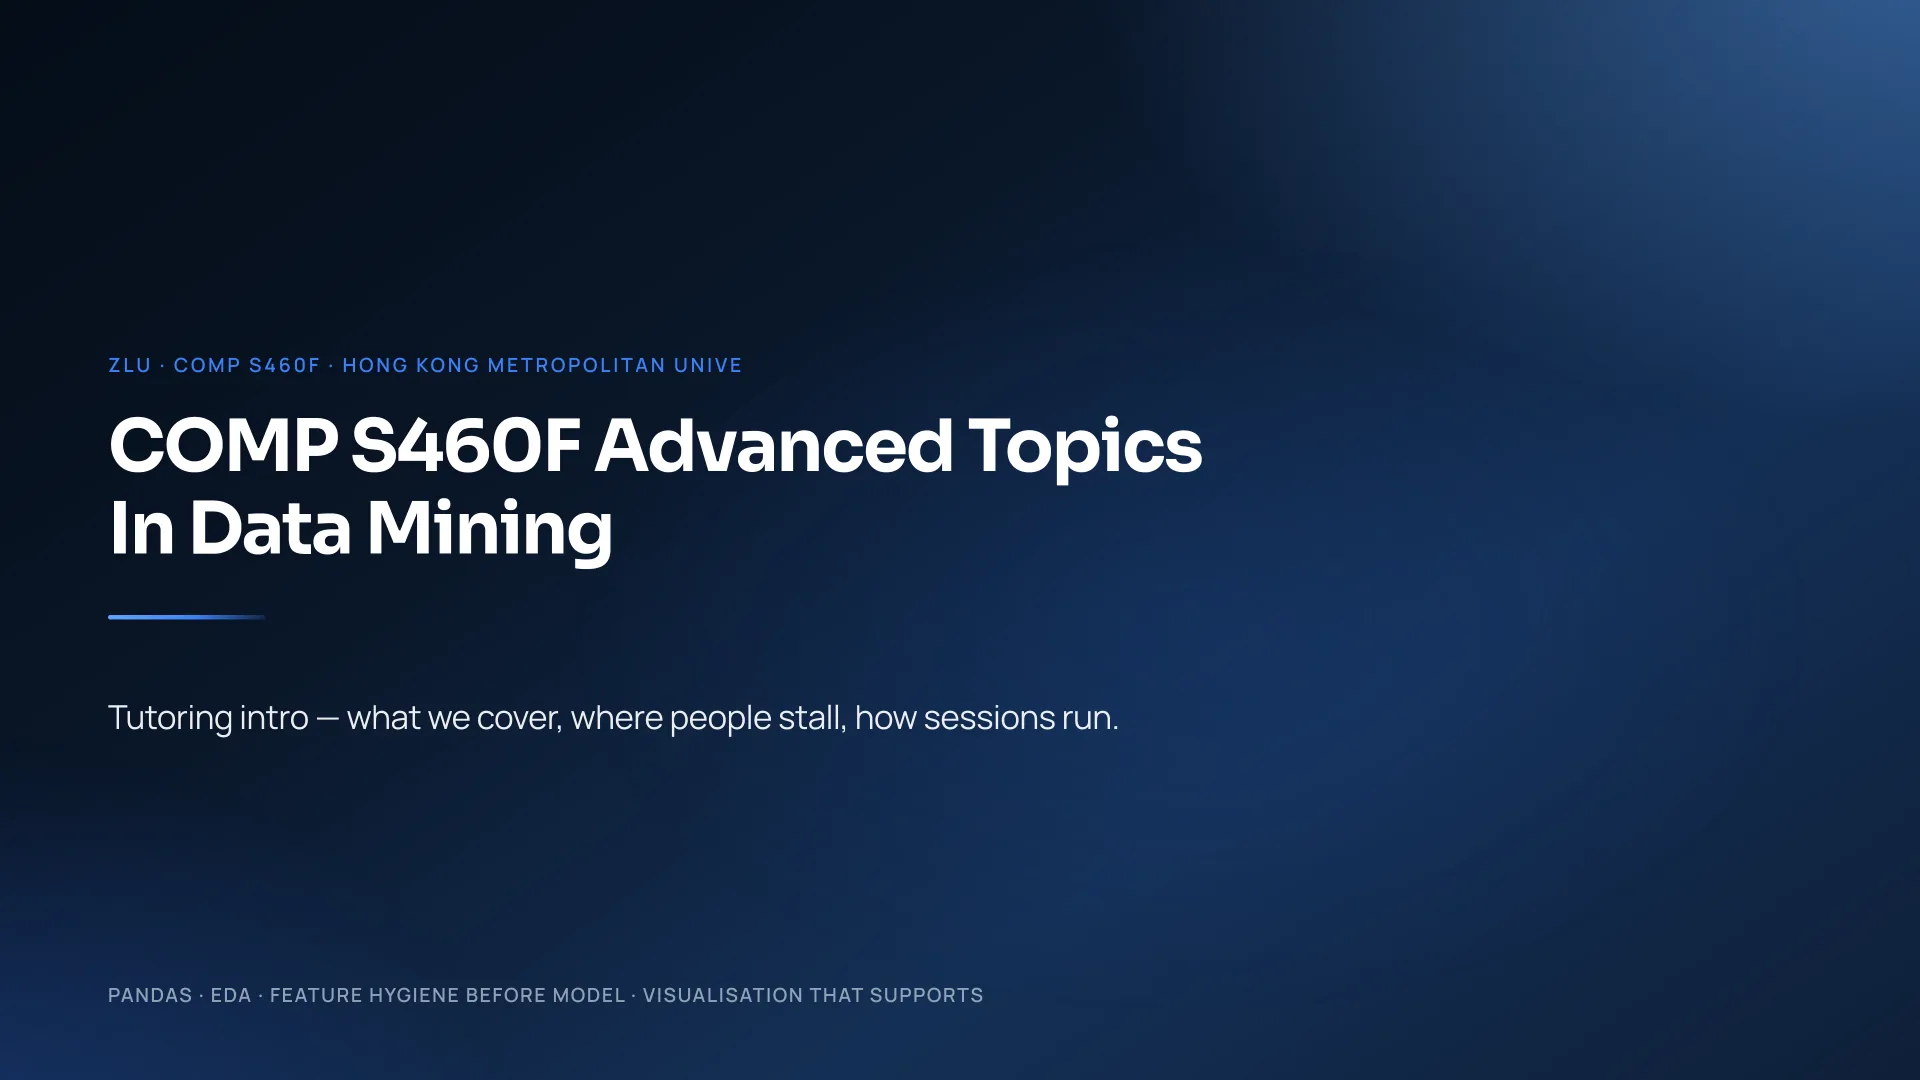 ZLU · COMP S460F · HONG KONG METROPOLITAN UNIVE
COMP S460F Advanced Topics
In Data Mining
Tutoring intro — what we cover, where people stall, how sessions run.
PANDAS · EDA · FEATURE HYGIENE BEFORE MODEL · VISUALISATION THAT SUPPORTS